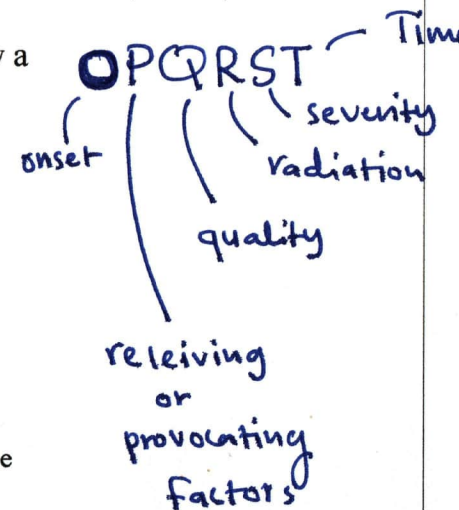 OPQRST
Time
onset
severity
radiation
quality
releiving
or
provocating
factors
a
e